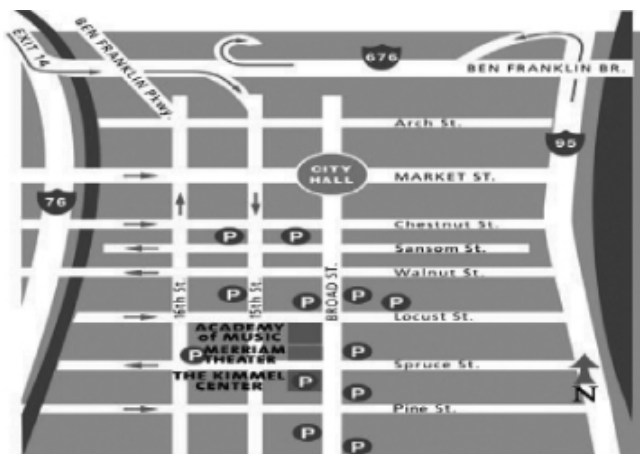 EXIT 14
BEN FRANKLIN Pkwy.
676
BEN FRANKLIN BR.
Arch St.
95
CITY
HALL
MARKET ST.
76
Chestnut St.
P
P
Sansom St.
Walnut St.
16th St.
15th St.
BROAD ST.
P
P
P
P
Locust St.
ACADEMY
of MUSIC
P
MERRIAM
THEATER
P
Spruce St.
THE KIMMEL
CENTER
P
P
N
Pine St.
P
P